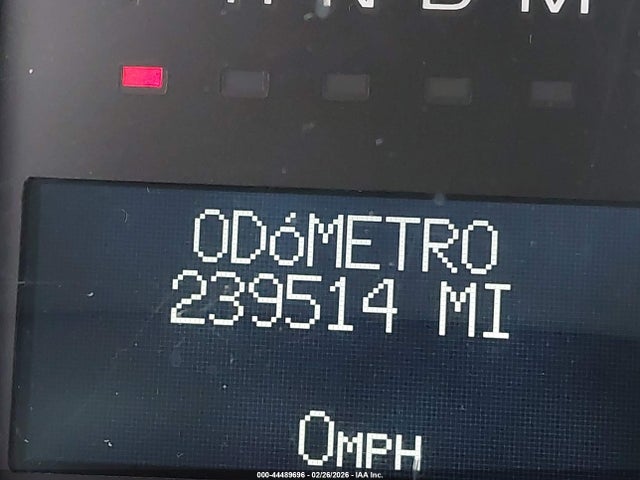 N D M
ODóMETRO
239514 MI
0MPH
000-44489696 - 02/26/2026 - IAA Inc.